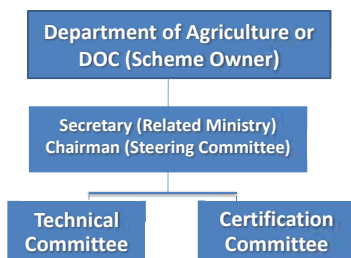 Department of Agriculture or
DOC (Scheme Owner)
Secretary (Related Ministry)
Chairman (Steering Committee)
Technical
Committee
Certification
Committee